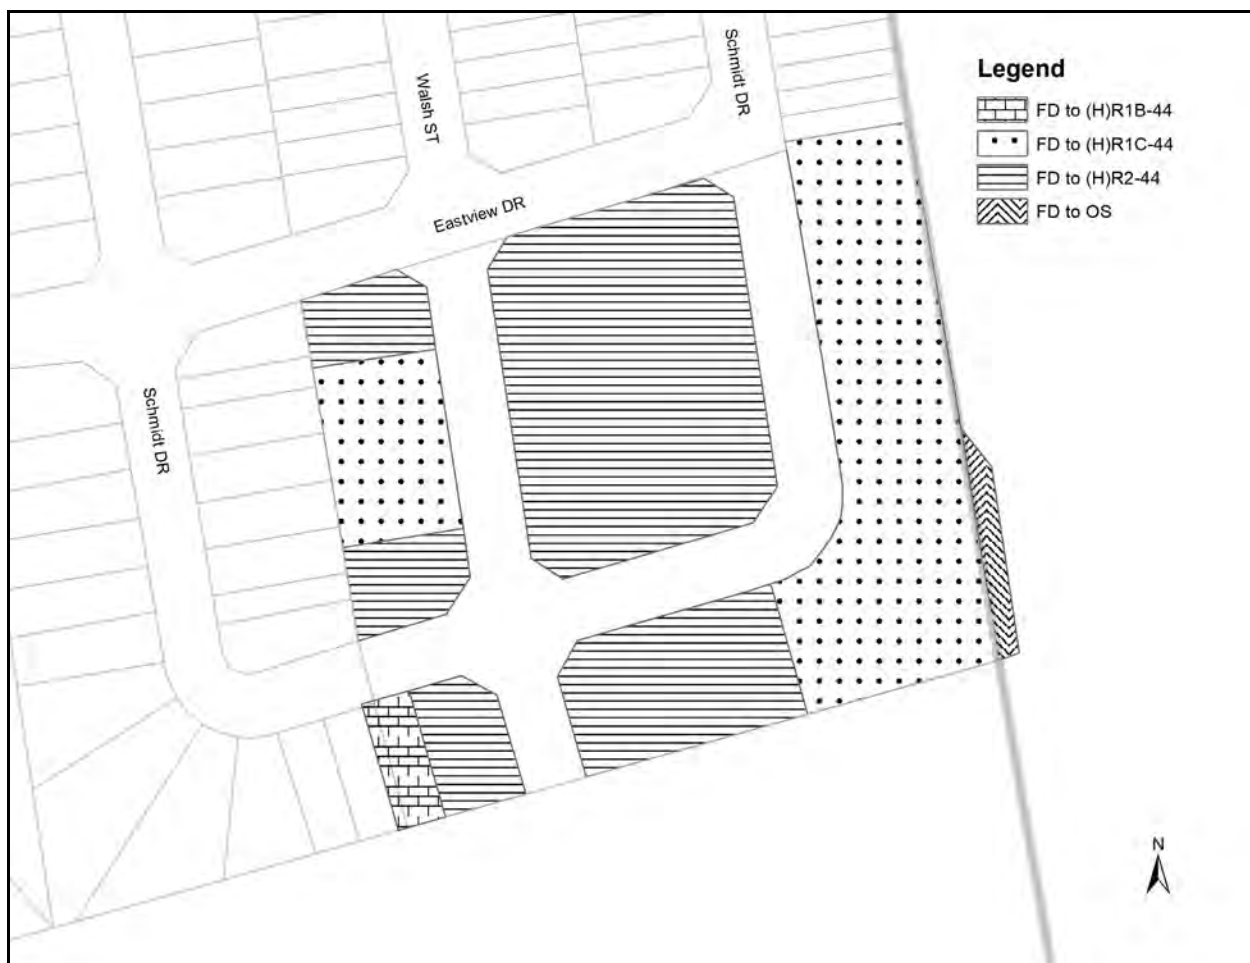 Schmidt DR
Walsh ST
Eastview DR
Schmidt DR
Legend
FD to (H)R1B-44
FD to (H)R1C-44
FD to (H)R2-44
FD to OS
N